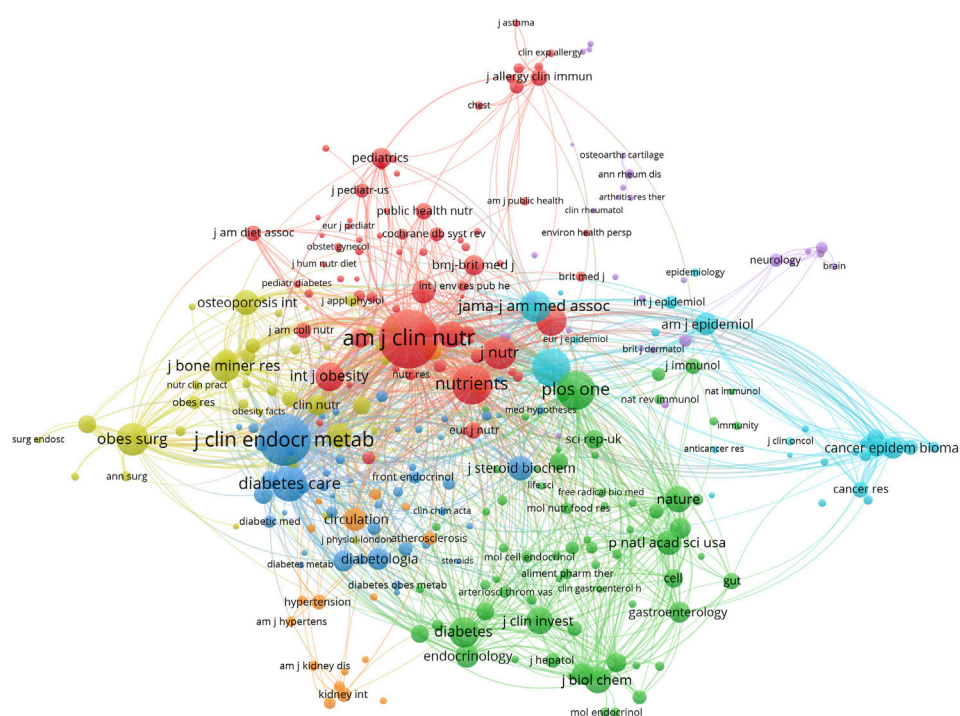 j asthma
clin exp allergy
j allergy clin immun
chest
pediatrics
osteoarthr cartilage
ann rheum dis
j pediatr-us
arthritis res ther
am j public health
public health nutr
clin rheumatol
eur j pediatr
j am diet assoc
cochrane db syst rev
environ health persp
obstet gynecol
j hum nutr diet
bmj-brit med j
neurology
brain
epidemiology
brit med j
pediatr diabetes
int j env res pub he
osteoporosis int
j appl physiol
jama-j am med assoc
int j epidemiol
am j epidemiol
j am coll nutr
am j clin nutr
eur j epidemiol
brit j dermatol
j nutr
j bone miner res
j immunol
nutr res
int j obesity
nutr clin pract
nutrients
plos one
nat immunol
obes res
nat rev immunol
clin nutr
obesity facts
med hypotheses
immunity
eur j nutr
surg endosc
obes surg
j clin endocr metab
sci rep-uk
j clin oncol
anticancer res
cancer epidem bioma
j steroid biochem
ann surg
front endocrinol
diabetes care
life sci
cancer res
free radical bio med
nature
mol nutr food res
clin chim acta
diabetic med
circulation
j physiol-london
atherosclerosis
p natl acad sci usa
mol cell endocrinol
diabetologia
steroids
diabetes metab
aliment pharm ther
cell
gut
diabetes obes metab
clin gastroenterol h
arterioscl throm vas
hypertension
gastroenterology
am j hypertens
j clin invest
diabetes
endocrinology
j hepatol
am j kidney dis
j biol chem
kidney int
mol endocrinol